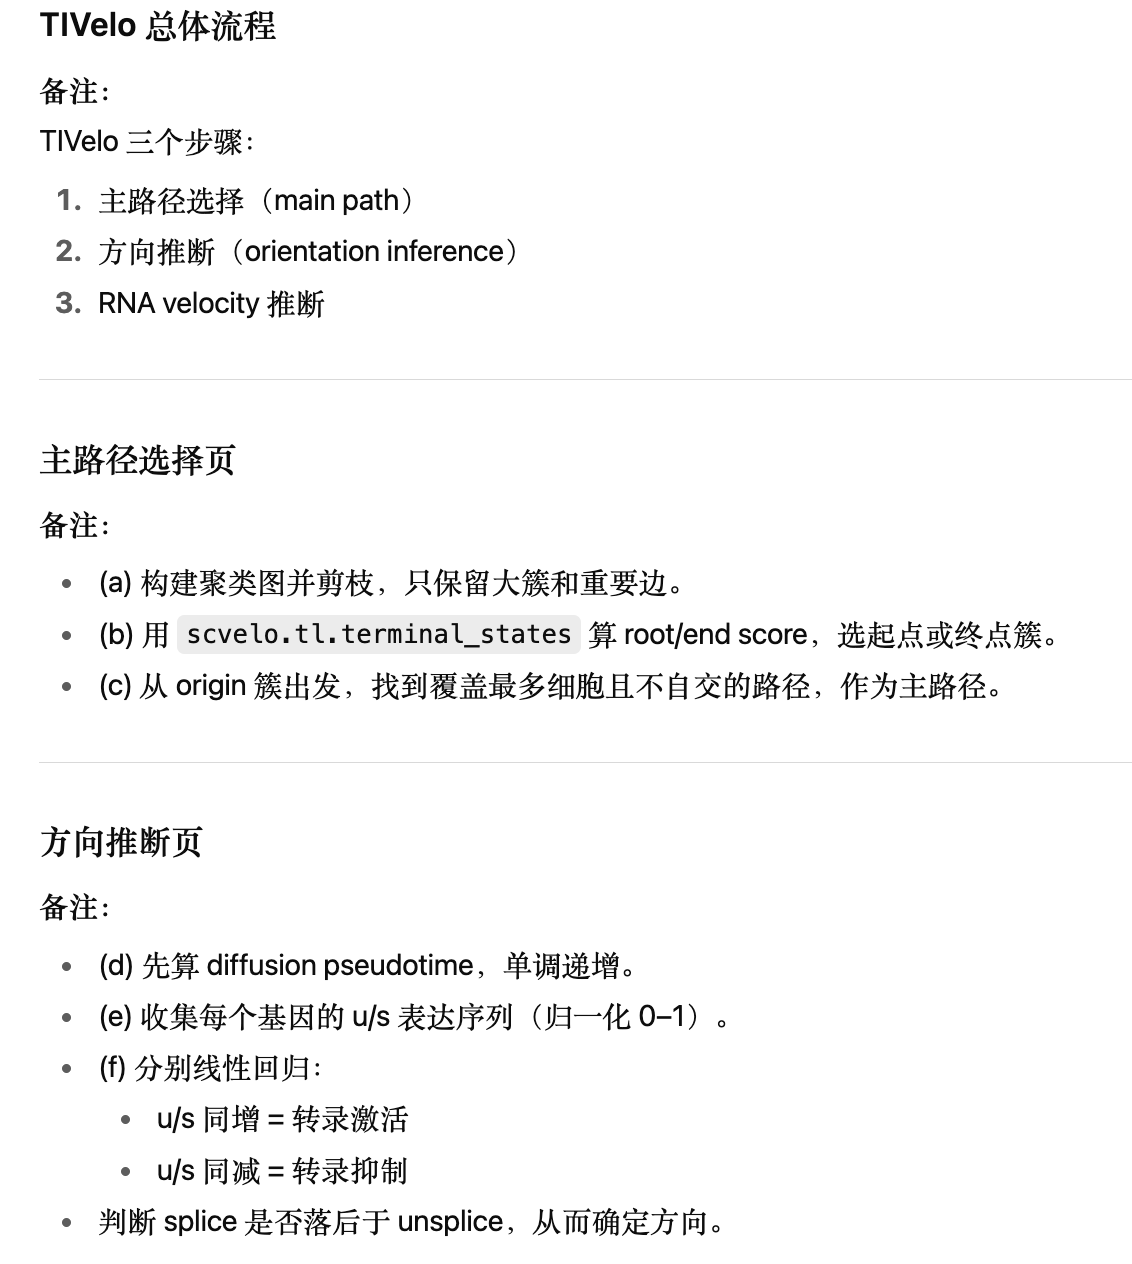 TIVelo 总体流程
备注：
TIVelo 三个步骤：
1. 主路径选择（main path）
2. 方向推断（orientation inference）
3. RNA velocity 推断
主路径选择页
备注：
• (a) 构建聚类图并剪枝，只保留大簇和重要边。
• (b) 用 scvelo.tl.terminal_states 算 root/end score，选起点或终点簇。
• (c) 从 origin 簇出发，找到覆盖最多细胞且不自交的路径，作为主路径。
方向推断页
备注：
• (d) 先算 diffusion pseudotime，单调递增。
• (e) 收集每个基因的 u/s 表达序列（归一化 0–1）。
• (f) 分别线性回归：
• u/s 同增 = 转录激活
• u/s 同减 = 转录抑制
• 判断 splice 是否落后于 unsplice，从而确定方向。